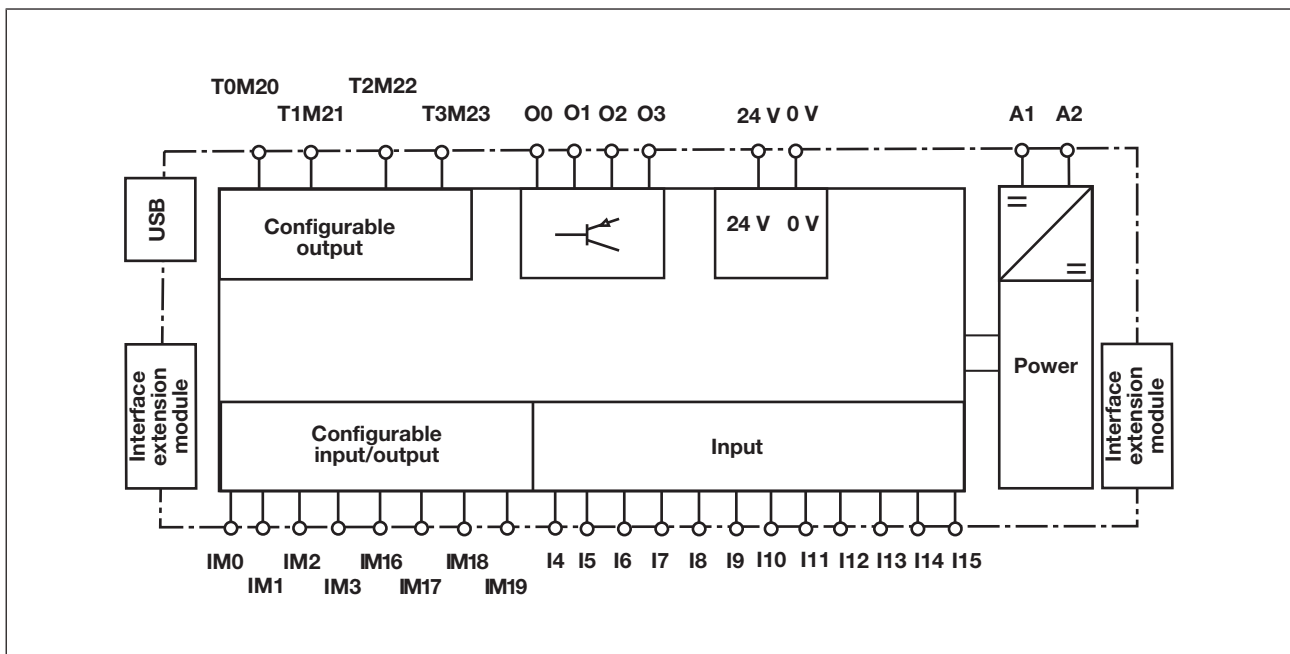 T0M20
T2M22
T1M21
T3M23
O0 O1 O2 O3
24 V 0 V
A1 A2
USB
Configurable
output
24 V 0 V
Interface
extension
module
Power
Interface
extension
module
Configurable
input/output
Input
IM0 IM2 IM16 IM18 I4 I5 I6 I7 I8 I9 I10 I11 I12 I13 I14 I15
IM1 IM3 IM17 IM19